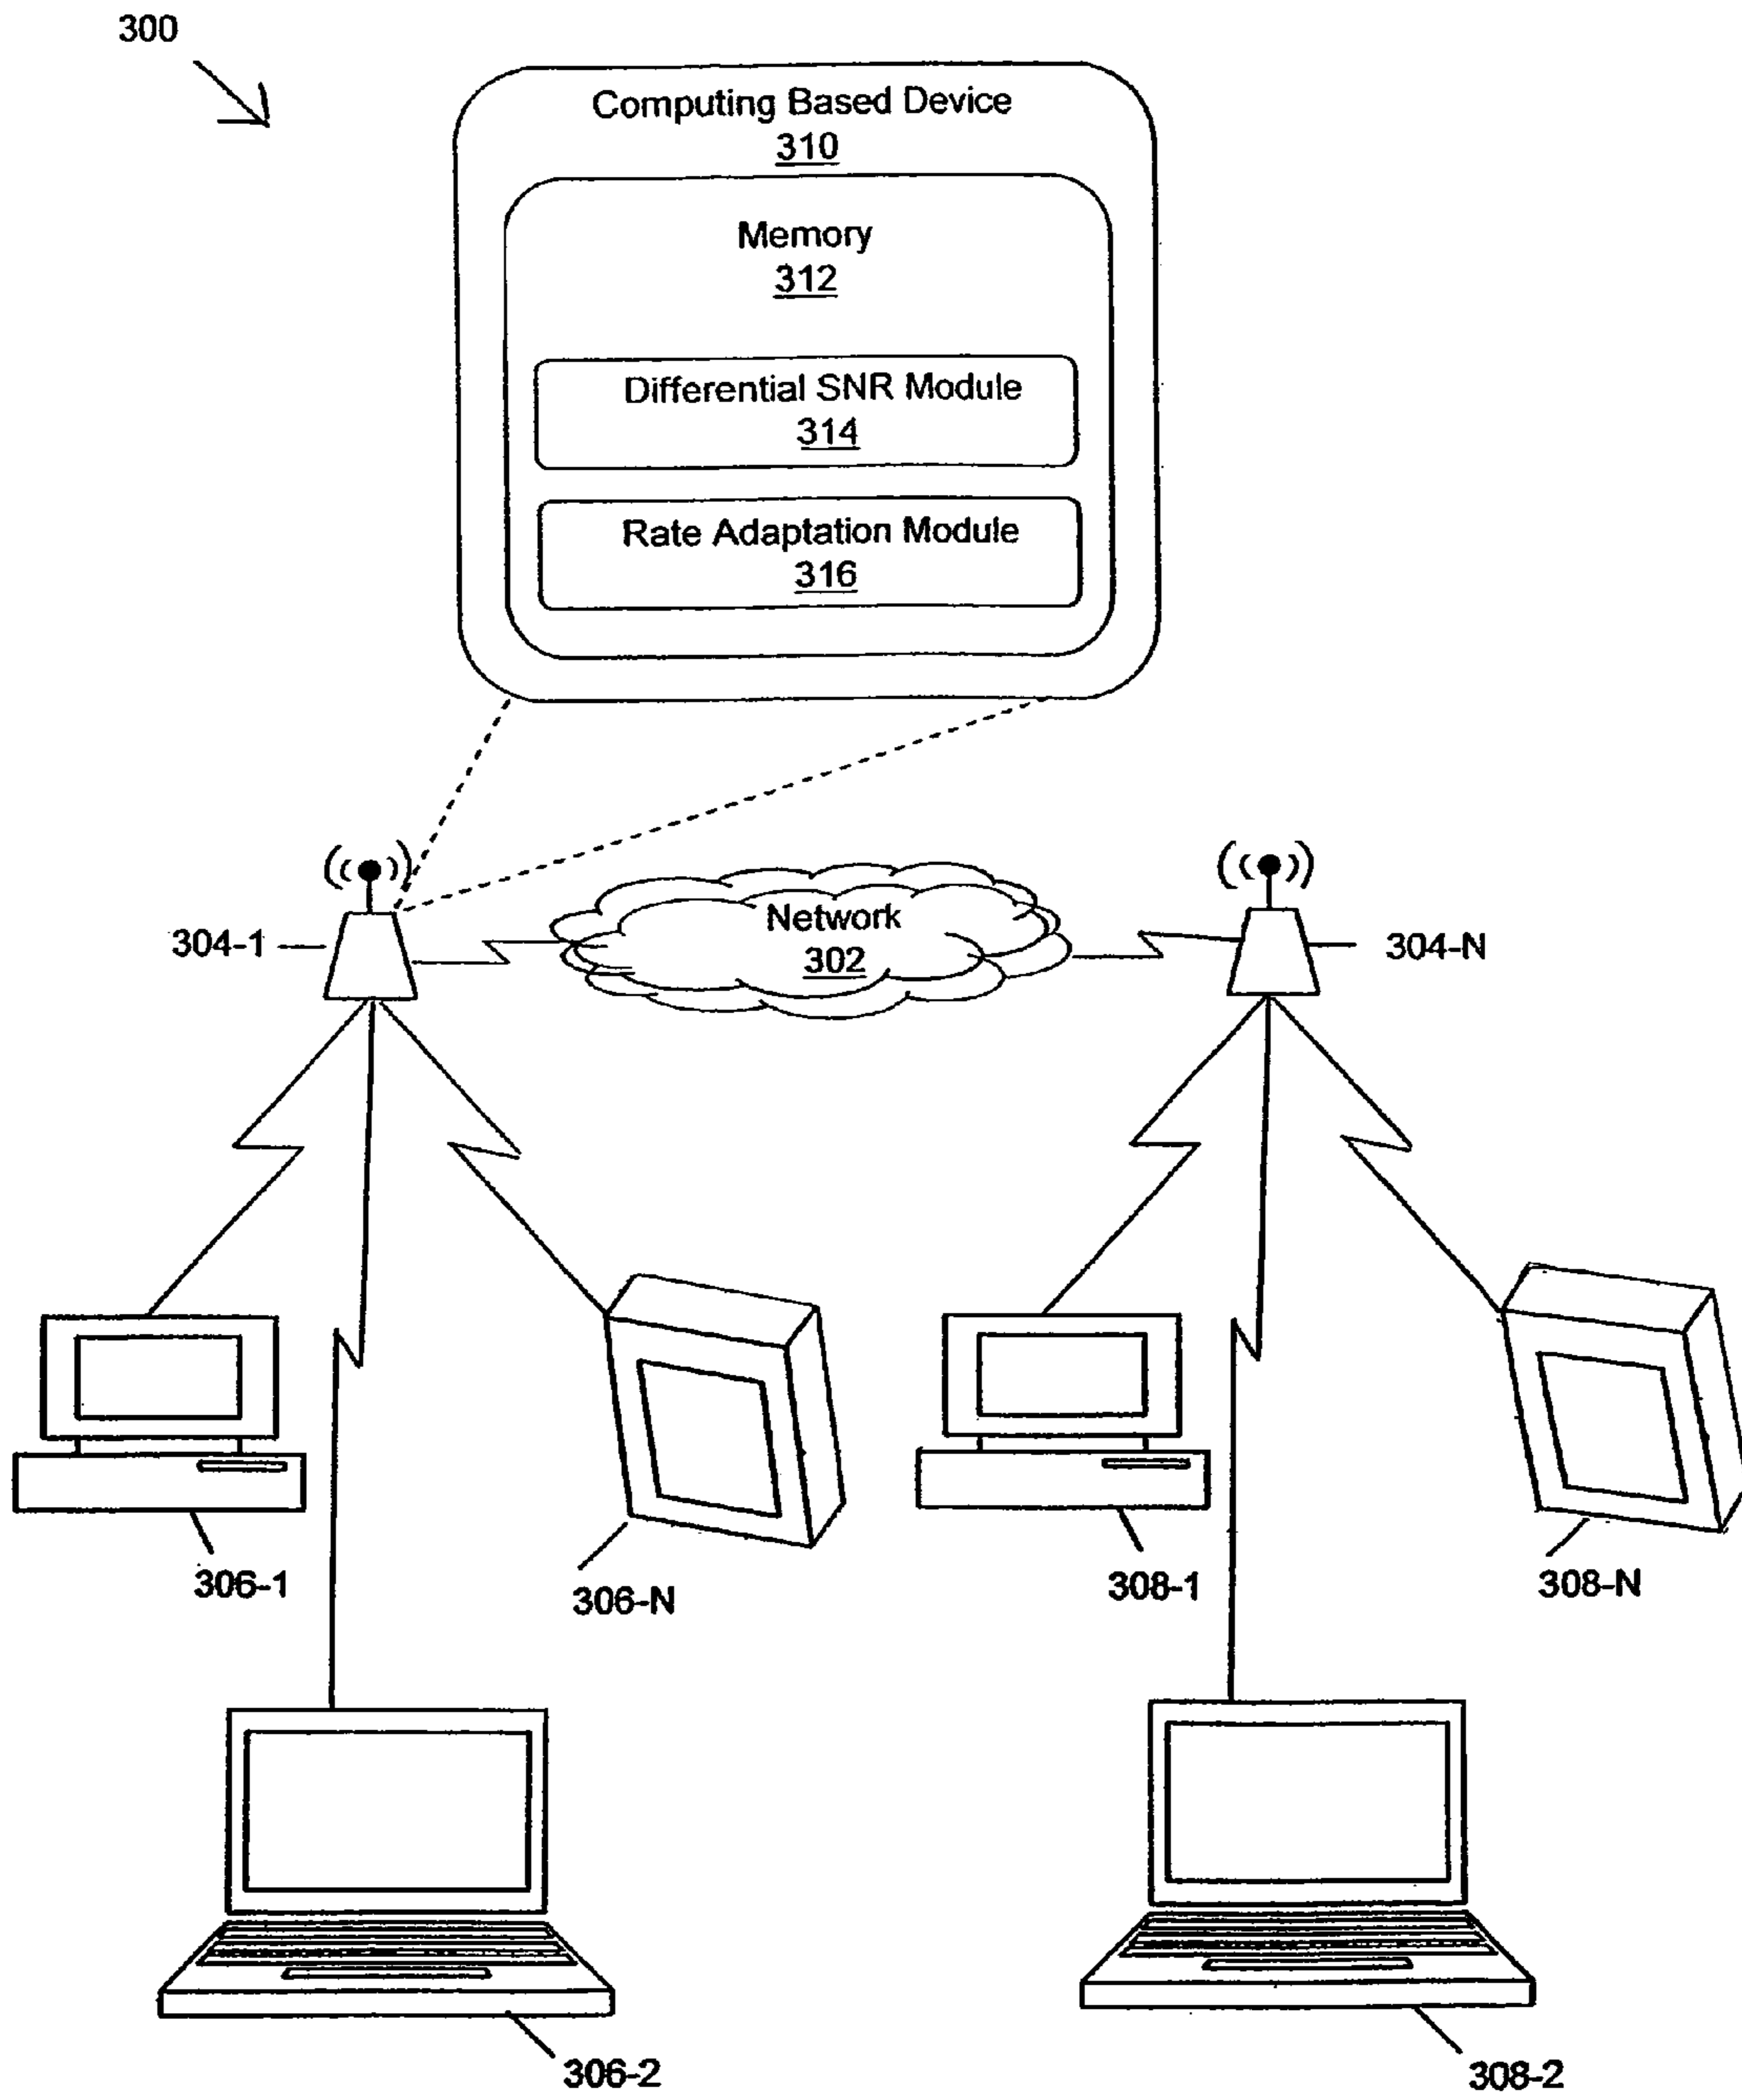 300
Computing Based Device
310
Memory
312
Differential SNR Module
314
Rate Adaptation Module
316
304-1
Network
302
304-N
306-1
306-N
308-1
308-N
306-2
308-2